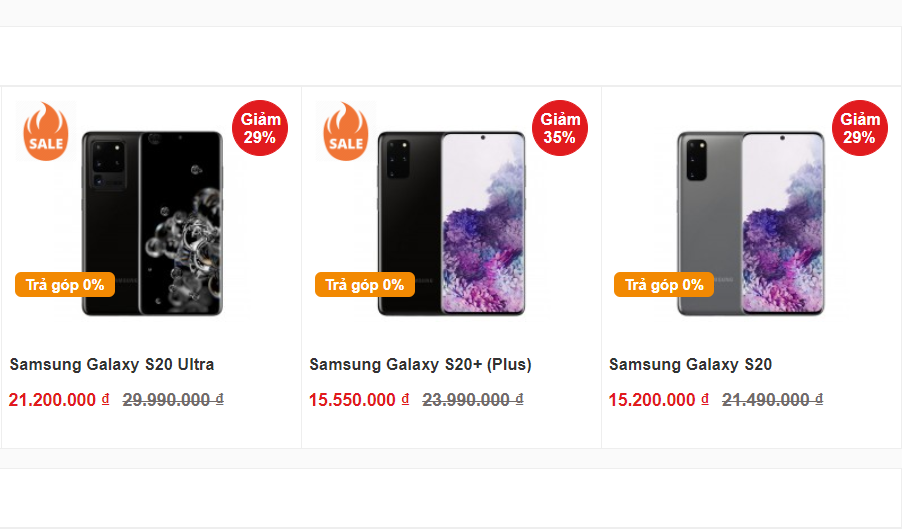 SALE
Giảm
29%
Trả góp 0%
Samsung Galaxy S20 Ultra
21.200.000 ₫ 29.990.000 ₫
SALE
Giảm
35%
Trả góp 0%
Samsung Galaxy S20+ (Plus)
15.550.000 ₫ 23.990.000 ₫
Giảm
29%
Trả góp 0%
Samsung Galaxy S20
15.200.000 ₫ 21.490.000 ₫